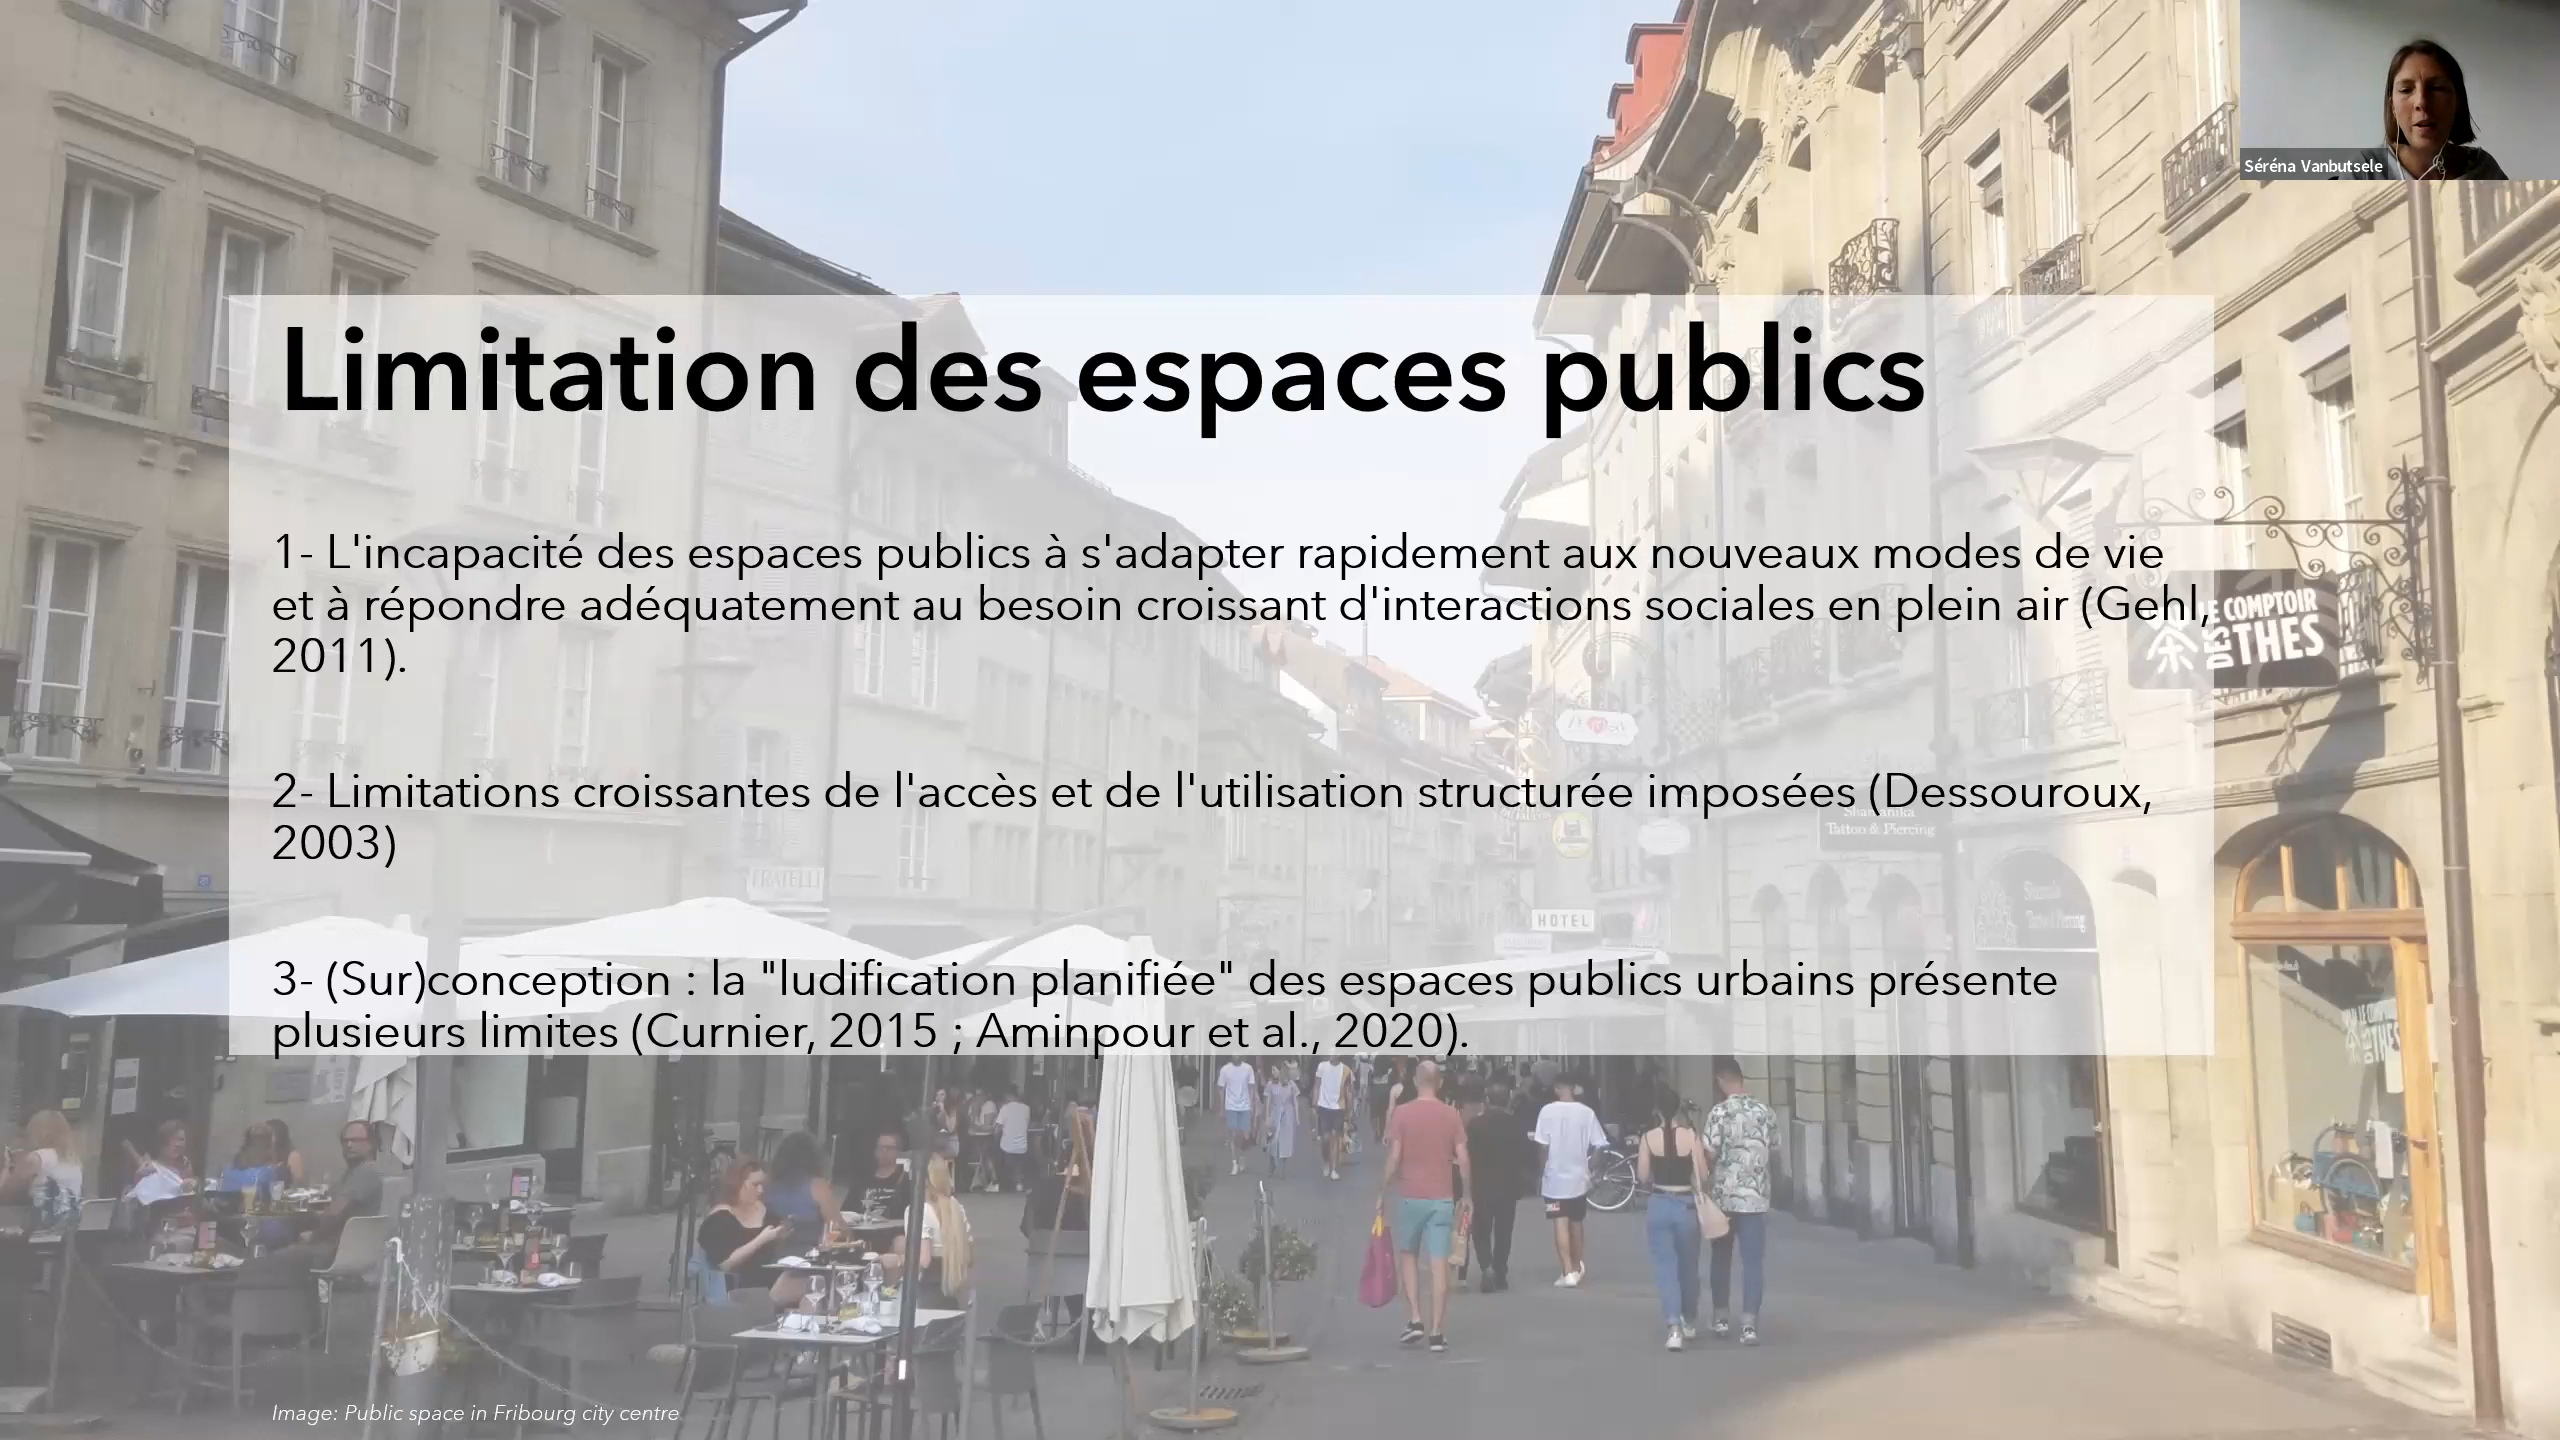 Séréna Vanbutsele
Limitation des espaces publics
1- L'incapacité des espaces publics à s'adapter rapidement aux nouveaux modes de vie
et à répondre adéquatement au besoin croissant d'interactions sociales en plein air (Gehl,
2011).
LE COMPTOIR
DES THES
2- Limitations croissantes de l'accès et de l'utilisation structurée imposées (Dessouroux,
2003)
Tattoo & Piercing
FRATELLI
HOTEL
3- (Sur)conception : la "ludification planifiée" des espaces publics urbains présente
plusieurs limites (Curnier, 2015 ; Aminpour et al., 2020).
Image: Public space in Fribourg city centre